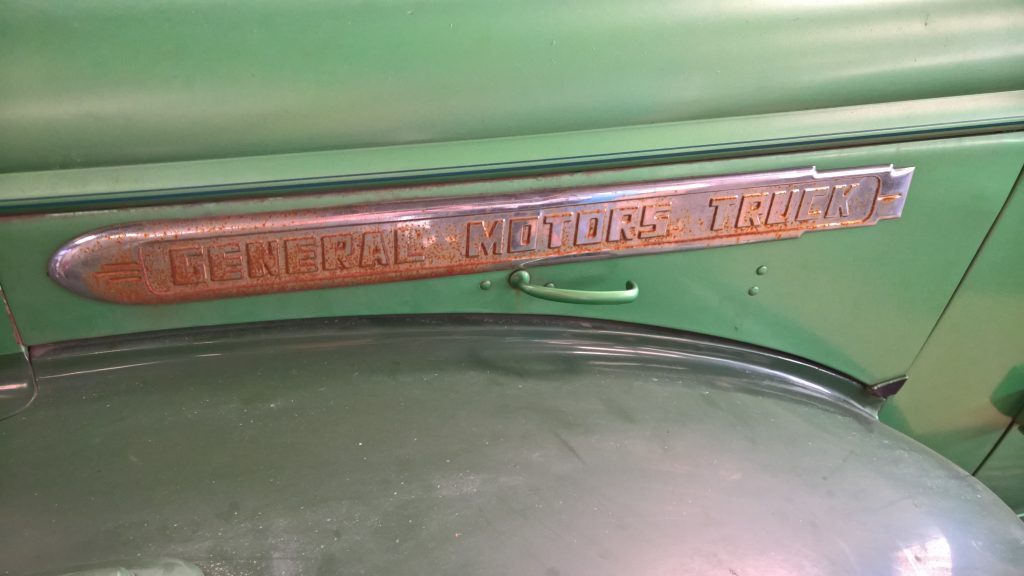 GENERAL MOTORS TRUCK